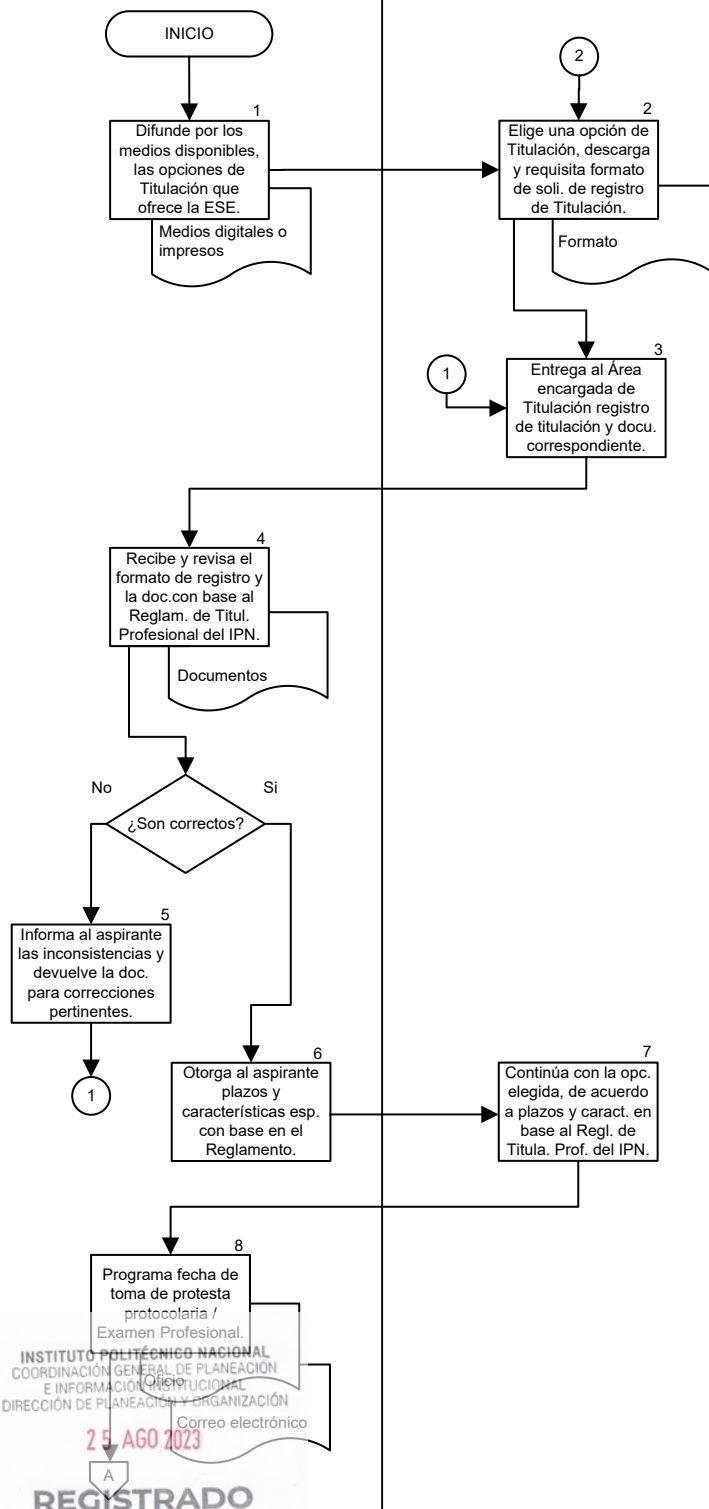 INICIO
1
Difunde por los
medios disponibles,
las opciones de
Titulación que
ofrece la ESE.
Medios digitales o
impresos
2
2
Elige una opción de
Titulación, descarga
y requisita formato
de soli. de registro
de Titulación.
Formato
1
3
Entrega al Área
encargada de
Titulación registro
de titulación y docu.
correspondiente.
4
Recibe y revisa el
formato de registro y
la doc.con base al
Reglam. de Titul.
Profesional del IPN.
Documentos
No
Si
¿Son correctos?
5
Informa al aspirante
las inconsistencias y
devuelve la doc.
para correcciones
pertinentes.
1
6
Otorga al aspirante
plazos y
características esp.
con base en el
Reglamento.
7
Continúa con la opc.
elegida, de acuerdo
a plazos y caract. en
base al Regl. de
Titula. Prof. del IPN.
8
Programa fecha de
toma de protesta
protocolaria /
Examen Profesional.
Oficio
Correo electrónico
A
INSTITUTO POLITÉCNICO NACIONAL
COORDINACIÓN GENERAL DE PLANEACIÓN
E INFORMACIÓN INSTITUCIONAL
DIRECCIÓN DE PLANEACIÓN Y ORGANIZACIÓN
25 AGO 2023
REGISTRADO